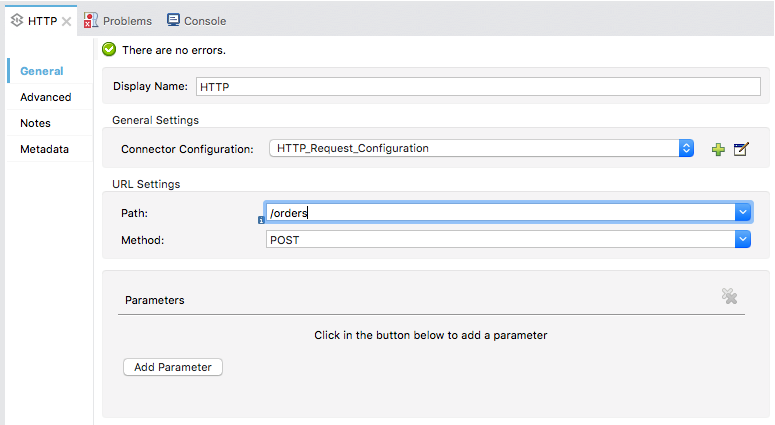 HTTP Problems Console
There are no errors.
General
Advanced
Notes
Metadata
Display Name: HTTP
General Settings
Connector Configuration: HTTP_Request_Configuration
URL Settings
Path: /orders
Method: POST
Parameters
Click in the button below to add a parameter
Add Parameter